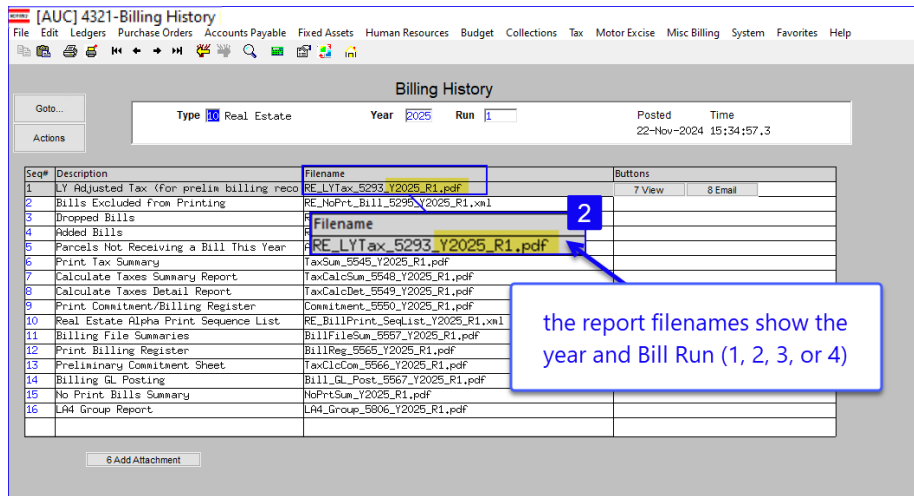 [AUC] 4321-Billing History
File Edit Ledgers Purchase Orders Accounts Payable Fixed Assets Human Resources Budget Collections Tax Motor Excise Misc Billing System Favorites Help
Billing History
Goto...
Actions
Type 10 Real Estate Year 2025 Run 1
Posted Time
22-Nov-2024 15:34:57.3
Seq# Description Filename Buttons
1 LY Adjusted Tax (for prelim billing reco RE_LYTax_5293_Y2025_R1.pdf 7 View 8 Email
2 Bills Excluded from Printing RE_NoPrt_Bill_5295_Y2025_R1.xml
3 Dropped Bills
4 Added Bills
5 Parcels Not Receiving a Bill This Year
6 Print Tax Summary TaxSum_5545_Y2025_R1.pdf
7 Calculate Taxes Summary Report TaxCalcSum_5548_Y2025_R1.pdf
8 Calculate Taxes Detail Report TaxCalcDet_5549_Y2025_R1.pdf
9 Print Commitment/Billing Register Commitment_5550_Y2025_R1.pdf
10 Real Estate Alpha Print Sequence List RE_BillPrint_SeqList_Y2025_R1.xml
11 Billing File Summaries BillFileSum_5557_Y2025_R1.pdf
12 Print Billing Register BillReg_5565_Y2025_R1.pdf
13 Preliminary Commitment Sheet TaxClcCom_5566_Y2025_R1.pdf
14 Billing GL Posting Bill_GL_Post_5567_Y2025_R1.pdf
15 No Print Bills Summary NoPrtSum_Y2025_R1.pdf
16 LA4 Group Report LA4_Group_5806_Y2025_R1.pdf
Filename
RE_LYTax_5293_Y2025_R1.pdf
2
the report filenames show the
year and Bill Run (1, 2, 3, or 4)
6 Add Attachment